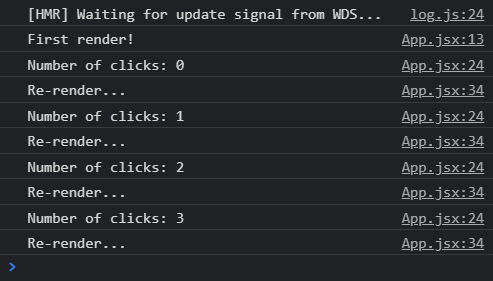 [HMR] Waiting for update signal from WDS... log.js:24
First render! App.jsx:13
Number of clicks: 0 App.jsx:24
Re-render... App.jsx:34
Number of clicks: 1 App.jsx:24
Re-render... App.jsx:34
Number of clicks: 2 App.jsx:24
Re-render... App.jsx:34
Number of clicks: 3 App.jsx:24
Re-render... App.jsx:34